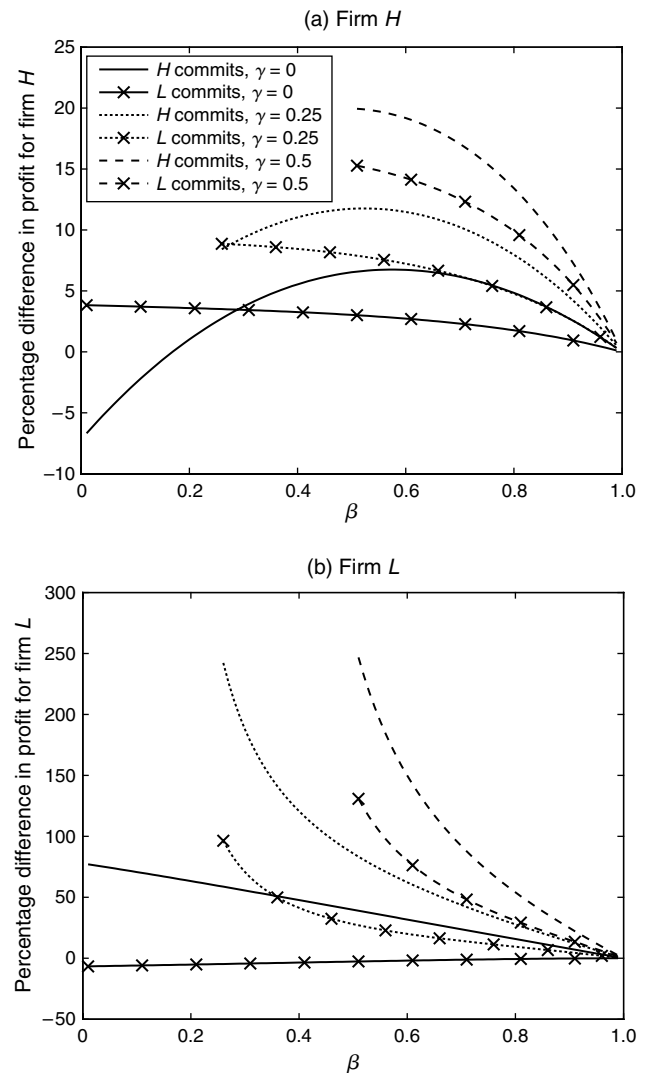 (a) Firm H
Percentage difference in profit for firm H
25
20
15
10
5
0
−5
−10
H commits, γ = 0
L commits, γ = 0
H commits, γ = 0.25
L commits, γ = 0.25
H commits, γ = 0.5
L commits, γ = 0.5
0 0.2 0.4 0.6 0.8 1.0
β
(b) Firm L
Percentage difference in profit for firm L
300
250
200
150
100
50
0
−50
0 0.2 0.4 0.6 0.8 1.0
β